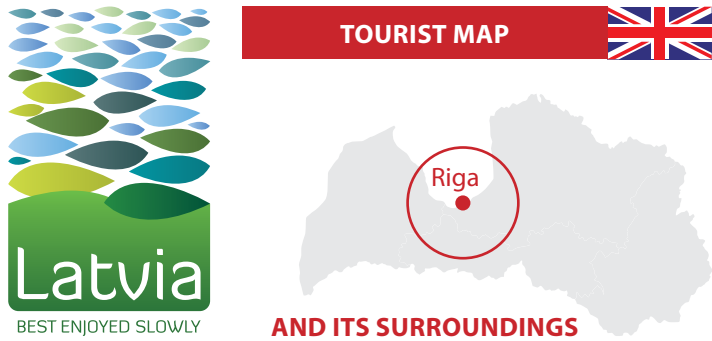 TOURIST MAP
Riga
Latvia
BEST ENJOYED SLOWLY
AND ITS SURROUNDINGS